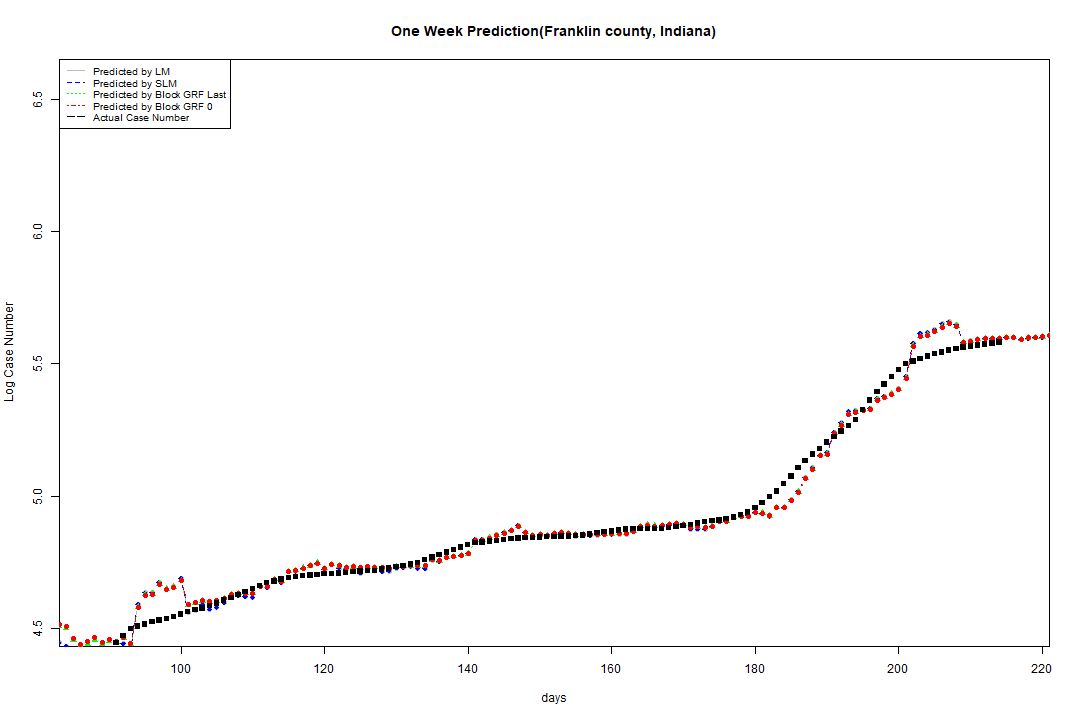 One Week Prediction(Franklin county, Indiana)
Predicted by LM
Predicted by SLM
Predicted by Block GRF Last
Predicted by Block GRF 0
Actual Case Number
Log Case Number
6.5
6.0
5.5
5.0
4.5
100 120 140 160 180 200 220
days